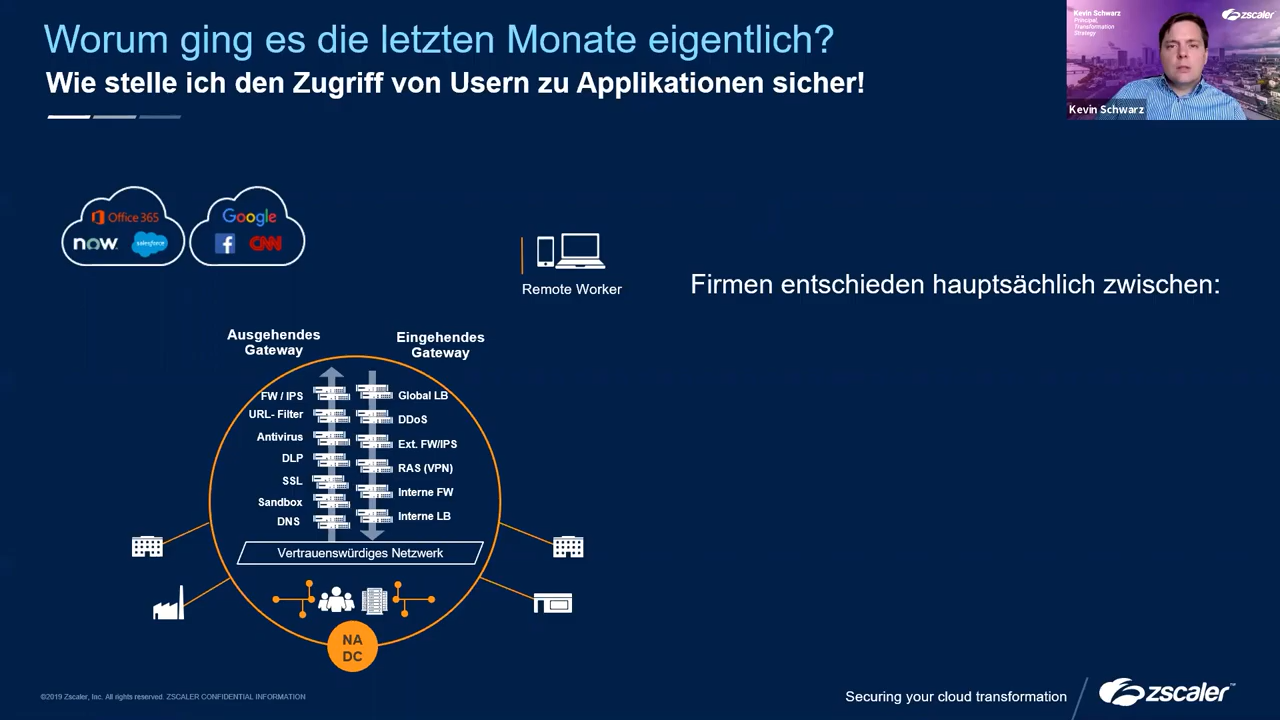 Worum ging es die letzten Monate eigentlich?
Wie stelle ich den Zugriff von Usern zu Applikationen sicher!
Kevin Schwarz
Principal,
Transformation
Strategy
zscaler
Kevin Schwarz
Office 365
now.
salesforce
Google
f
CNN
Remote Worker
Firmen entschieden hauptsächlich zwischen:
Ausgehendes
Gateway
Eingehendes
Gateway
FW / IPS
URL- Filter
Antivirus
DLP
SSL
Sandbox
DNS
Global LB
DDoS
Ext. FW/IPS
RAS (VPN)
Interne FW
Interne LB
Vertrauenswürdiges Netzwerk
NA
DC
©2019 Zscaler, Inc. All rights reserved. ZSCALER CONFIDENTIAL INFORMATION
Securing your cloud transformation
zscaler™